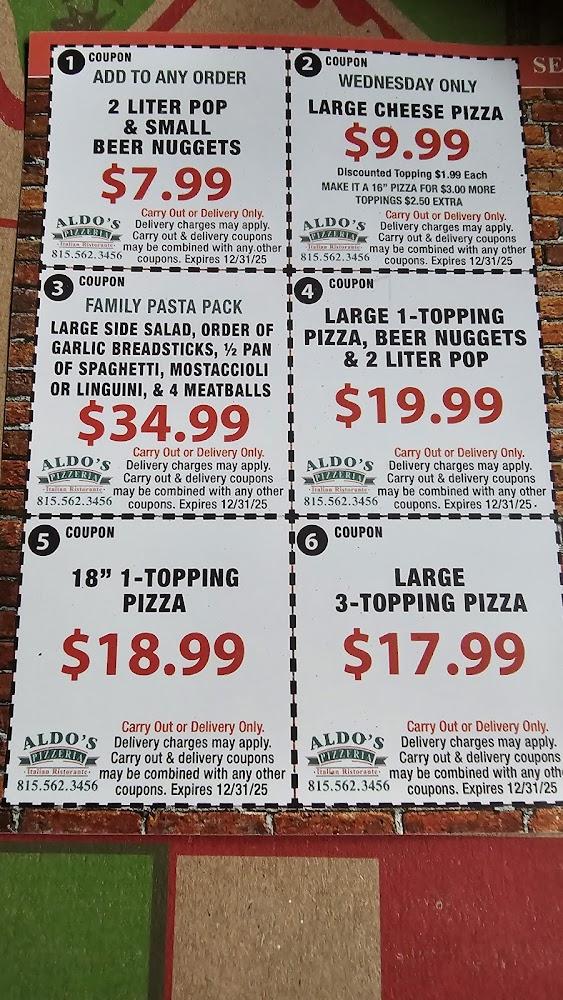 SE
1 COUPON
ADD TO ANY ORDER
2 LITER POP
& SMALL
BEER NUGGETS
$7.99
ALDO'S
PIZZERIA
Italian Ristorante
815.562.3456
Carry Out or Delivery Only.
Delivery charges may apply.
Carry out & delivery coupons
may be combined with any other
coupons. Expires 12/31/25
2 COUPON
WEDNESDAY ONLY
LARGE CHEESE PIZZA
$9.99
Discounted Topping $1.99 Each
MAKE IT A 16" PIZZA FOR $3.00 MORE
TOPPINGS $2.50 EXTRA
ALDO'S
PIZZERIA
Italian Ristorante
815.562.3456
Carry Out or Delivery Only.
Delivery charges may apply.
Carry out & delivery coupons
may be combined with any other
coupons. Expires 12/31/25
3 COUPON
FAMILY PASTA PACK
LARGE SIDE SALAD, ORDER OF
GARLIC BREADSTICKS, ½ PAN
OF SPAGHETTI, MOSTACCIOLI
OR LINGUINI, & 4 MEATBALLS
$34.99
ALDO'S
PIZZERIA
Italian Ristorante
815.562.3456
Carry Out or Delivery Only.
Delivery charges may apply.
Carry out & delivery coupons
may be combined with any other
coupons. Expires 12/31/25
4 COUPON
LARGE 1-TOPPING
PIZZA, BEER NUGGETS
& 2 LITER POP
$19.99
ALDO'S
PIZZERIA
Italian Ristorante
815.562.3456
Carry Out or Delivery Only.
Delivery charges may apply.
Carry out & delivery coupons
may be combined with any other
coupons. Expires 12/31/25.
5 COUPON
18" 1-TOPPING
PIZZA
$18.99
ALDO'S
PIZZERIA
Italian Ristorante
815.562.3456
Carry Out or Delivery Only.
Delivery charges may apply.
Carry out & delivery coupons
may be combined with any other
coupons. Expires 12/31/25
6 COUPON
LARGE
3-TOPPING PIZZA
$17.99
ALDO'S
PIZZERIA
Italian Ristorante
815.562.3456
Carry Out or Delivery Only.
Delivery charges may apply.
Carry out & delivery coupons
may be combined with any oth
coupons. Expires 12/31/25